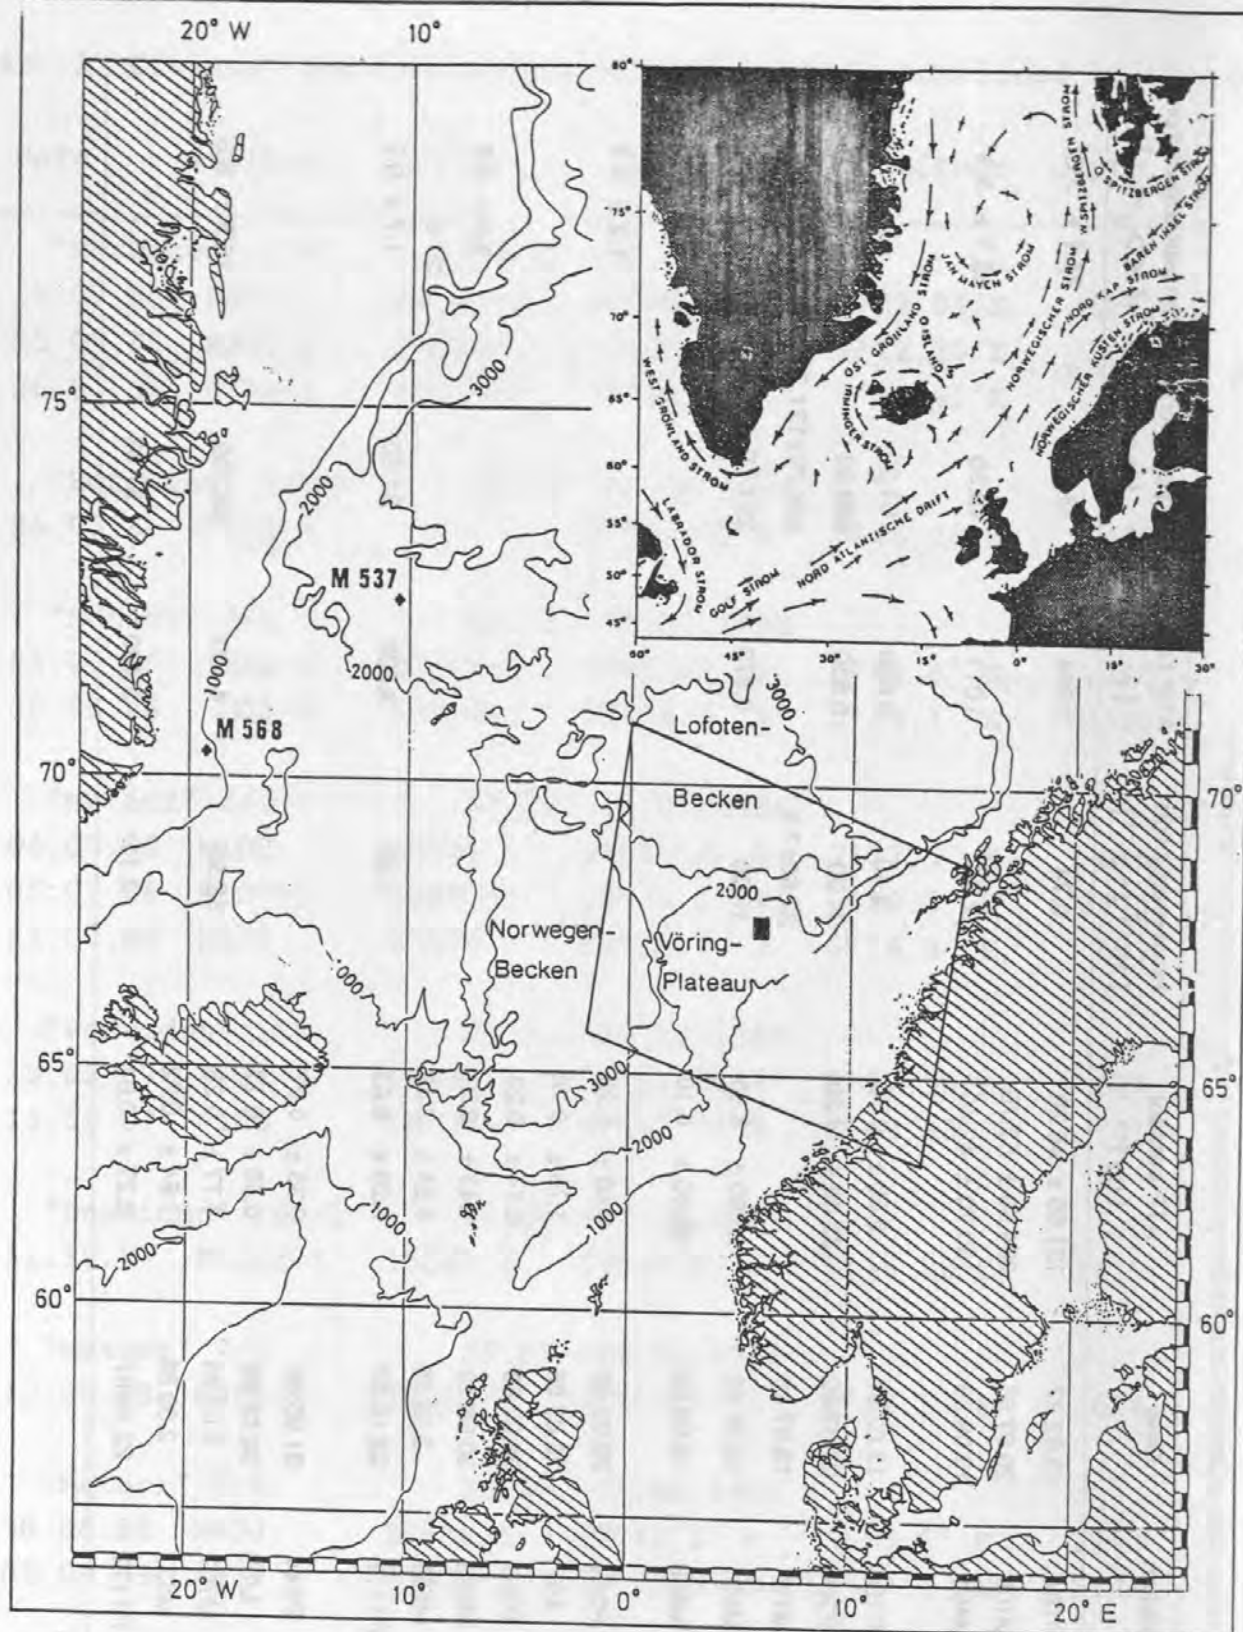 20° W 10°
80°
75°
70°
65°
60°
55°
50°
45°
60° 45° 30° 15° 0° 15° 30°
W SPITZBERGEN STROM
O SPITZBERGEN STROM
BÄREN INSEL STROM
JAN MAYEN STROM
NORD KAP STROM
NORWEGISCHER STROM
NORWEGISCHER KÜSTEN STROM
OST GRÖNLAND STROM
O ISLAND STROM
IRMINGER STROM
WEST GRÖNLAND STROM
LABRADOR STROM
GOLF STROM
NORD ATLANTISCHE DRIFT
3000
75°
2000
M 537
1000
2000
3000
M 568
Lofoten-
70°
Becken
70°
2000
Norwegen-
Becken
Vöring-
Plateau
65°
65°
3000
2000
1000
1000
2000
60°
60°
20° W 10° 0° 10° 20° E